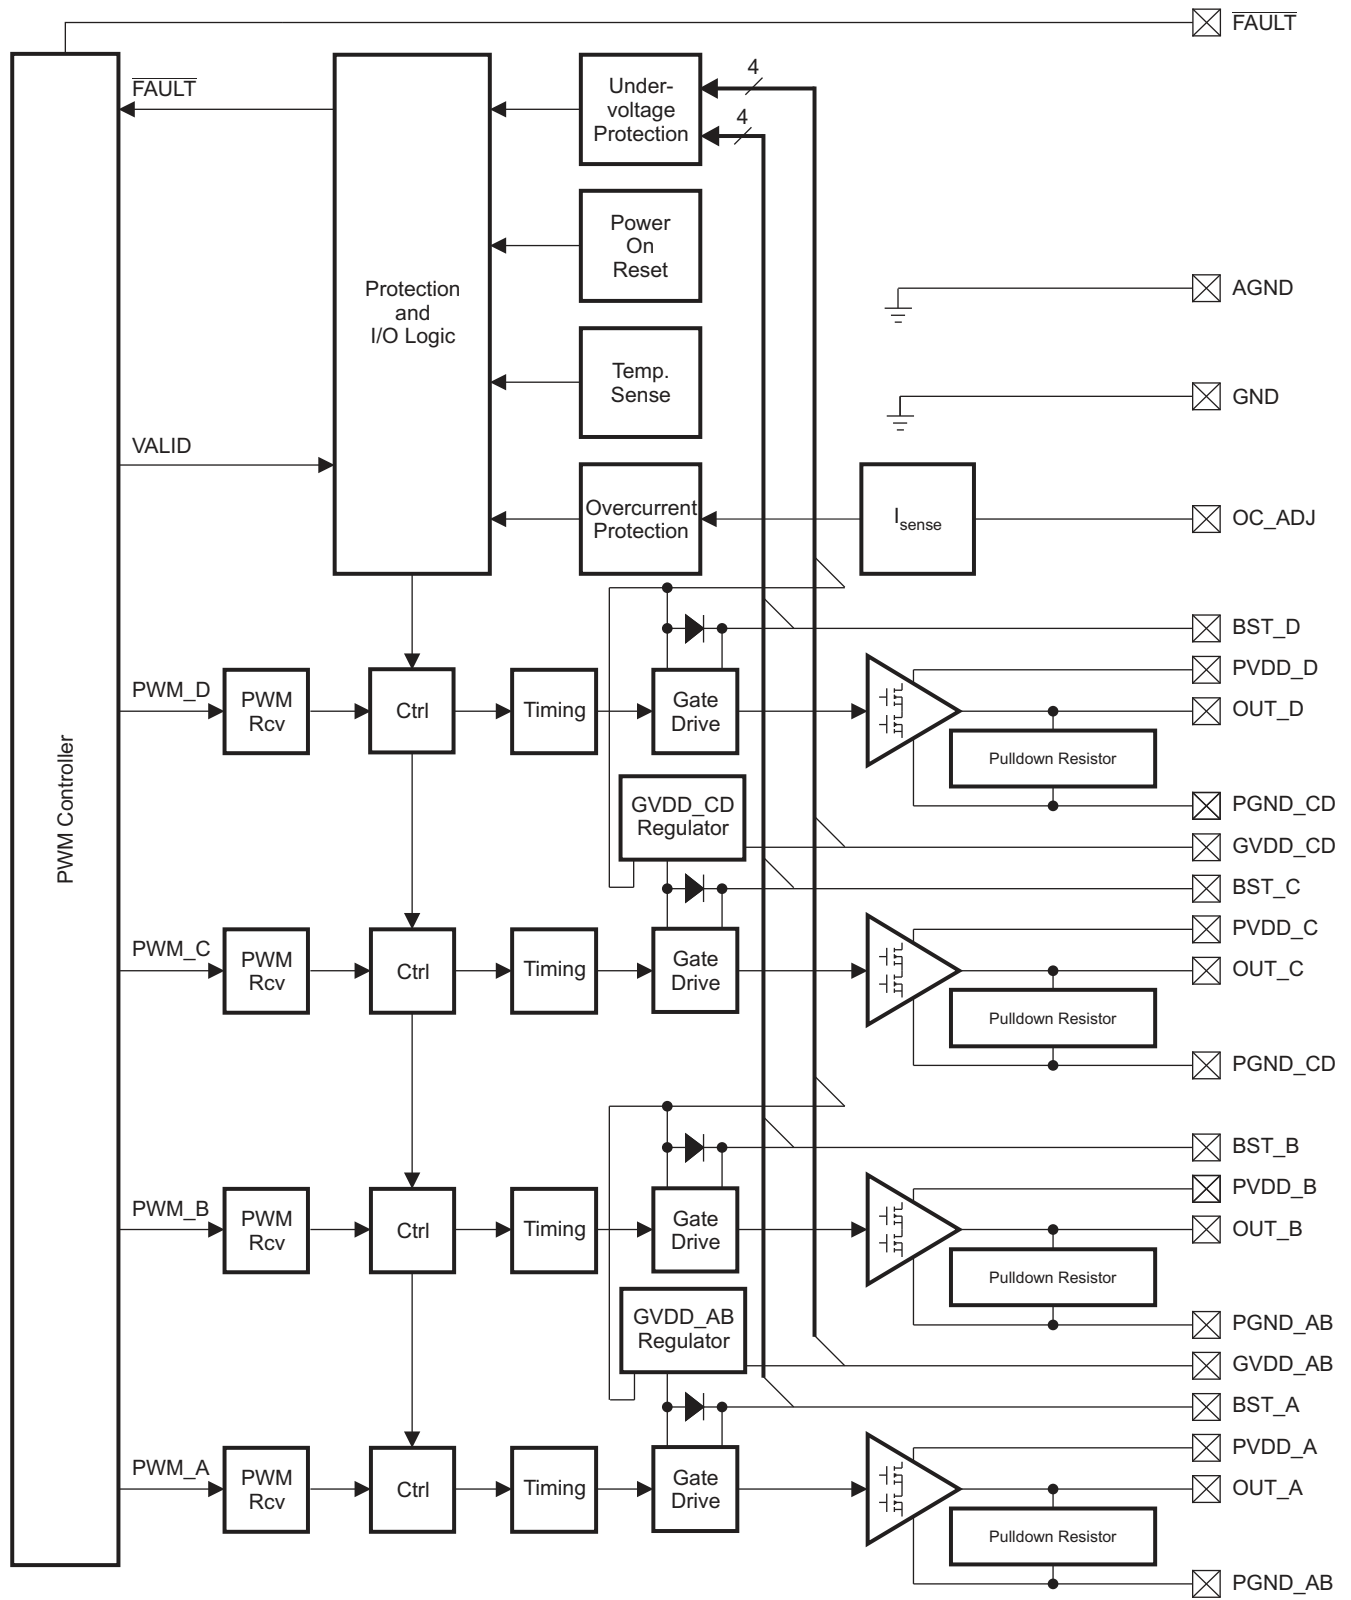 FAULT
FAULT
Under-
voltage
Protection
4
4
Power
On
Reset
Protection
and
I/O Logic
AGND
Temp.
Sense
GND
VALID
Overcurrent
Protection
Isense
OC_ADJ
BST_D
PVDD_D
PWM_D
PWM
Rcv
Ctrl
Timing
Gate
Drive
OUT_D
Pulldown Resistor
PWM Controller
GVDD_CD
Regulator
PGND_CD
GVDD_CD
BST_C
PVDD_C
PWM_C
PWM
Rcv
Ctrl
Timing
Gate
Drive
OUT_C
Pulldown Resistor
PGND_CD
BST_B
PVDD_B
PWM_B
PWM
Rcv
Ctrl
Timing
Gate
Drive
OUT_B
Pulldown Resistor
GVDD_AB
Regulator
PGND_AB
GVDD_AB
BST_A
PVDD_A
PWM_A
PWM
Rcv
Ctrl
Timing
Gate
Drive
OUT_A
Pulldown Resistor
PGND_AB